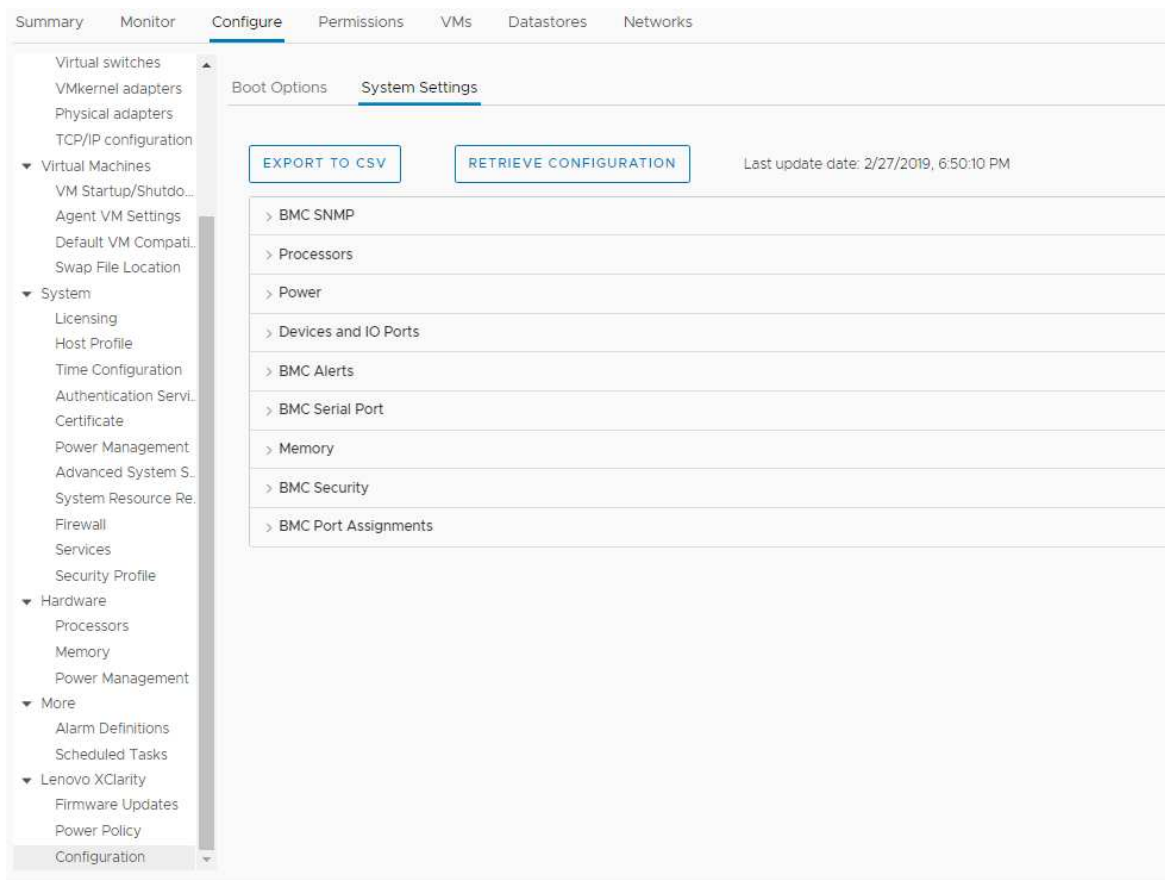 Summary Monitor Configure Permissions VMs Datastores Networks
Virtual switches
VMkernel adapters
Physical adapters
TCP/IP configuration
Virtual Machines
VM Startup/Shutdo...
Agent VM Settings
Default VM Compati...
Swap File Location
System
Licensing
Host Profile
Time Configuration
Authentication Servi...
Certificate
Power Management
Advanced System S...
System Resource Re...
Firewall
Services
Security Profile
Hardware
Processors
Memory
Power Management
More
Alarm Definitions
Scheduled Tasks
Lenovo XClarity
Firmware Updates
Power Policy
Configuration
Boot Options System Settings
EXPORT TO CSV RETRIEVE CONFIGURATION Last update date: 2/27/2019, 6:50:10 PM
BMC SNMP
Processors
Power
Devices and IO Ports
BMC Alerts
BMC Serial Port
Memory
BMC Security
BMC Port Assignments